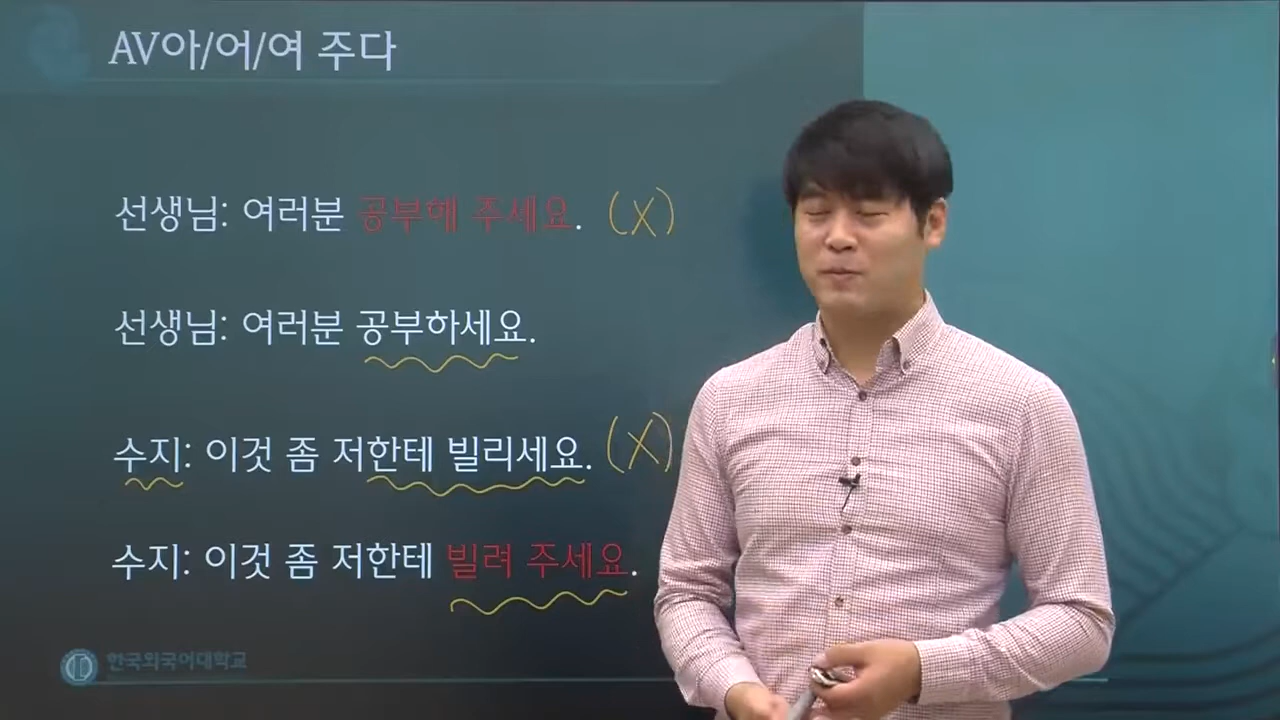 AV아/어/여 주다
선생님: 여러분 공부해 주세요. (X)
선생님: 여러분 공부하세요.
수지: 이것 좀 저한테 빌리세요. (X)
수지: 이것 좀 저한테 빌려 주세요.
한국외국어대학교